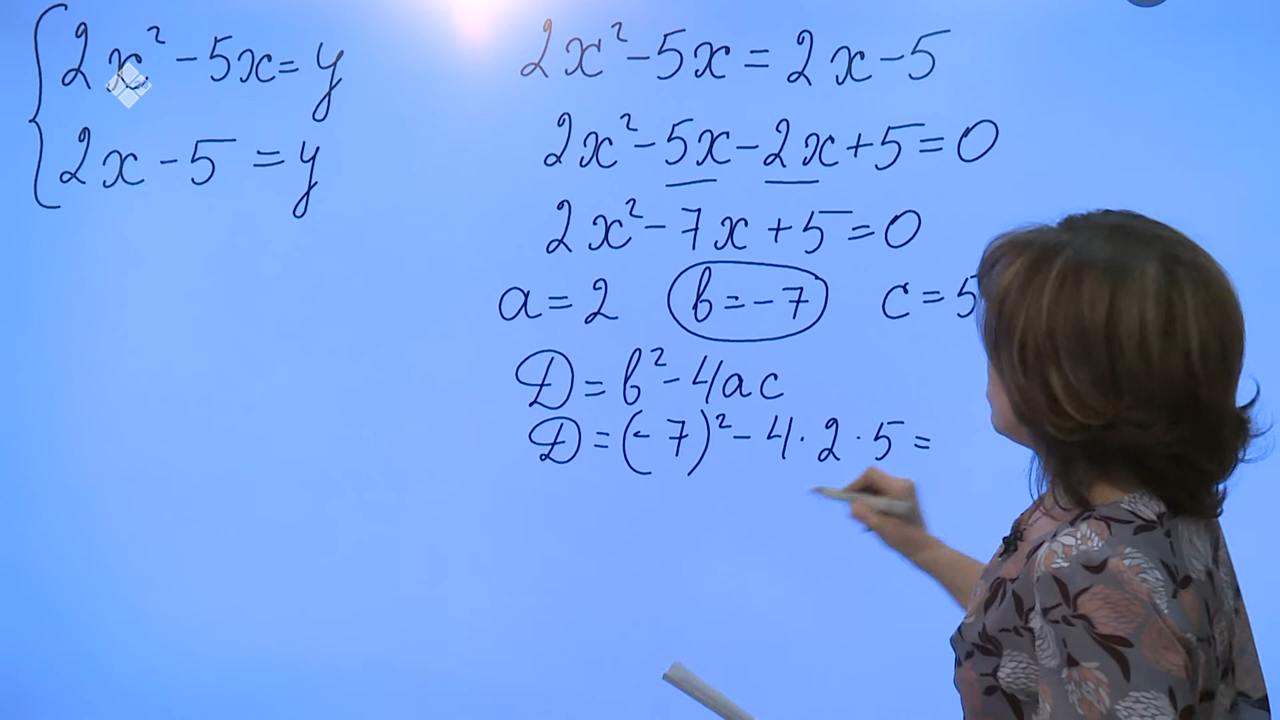 2x² - 5x = y
2x - 5 = y
2x² - 5x = 2x - 5
2x² - 5x - 2x + 5 = 0
2x² - 7x + 5 = 0
a = 2 b = -7 c = 5
D = b² - 4ac
D = (-7)² - 4 · 2 · 5 =